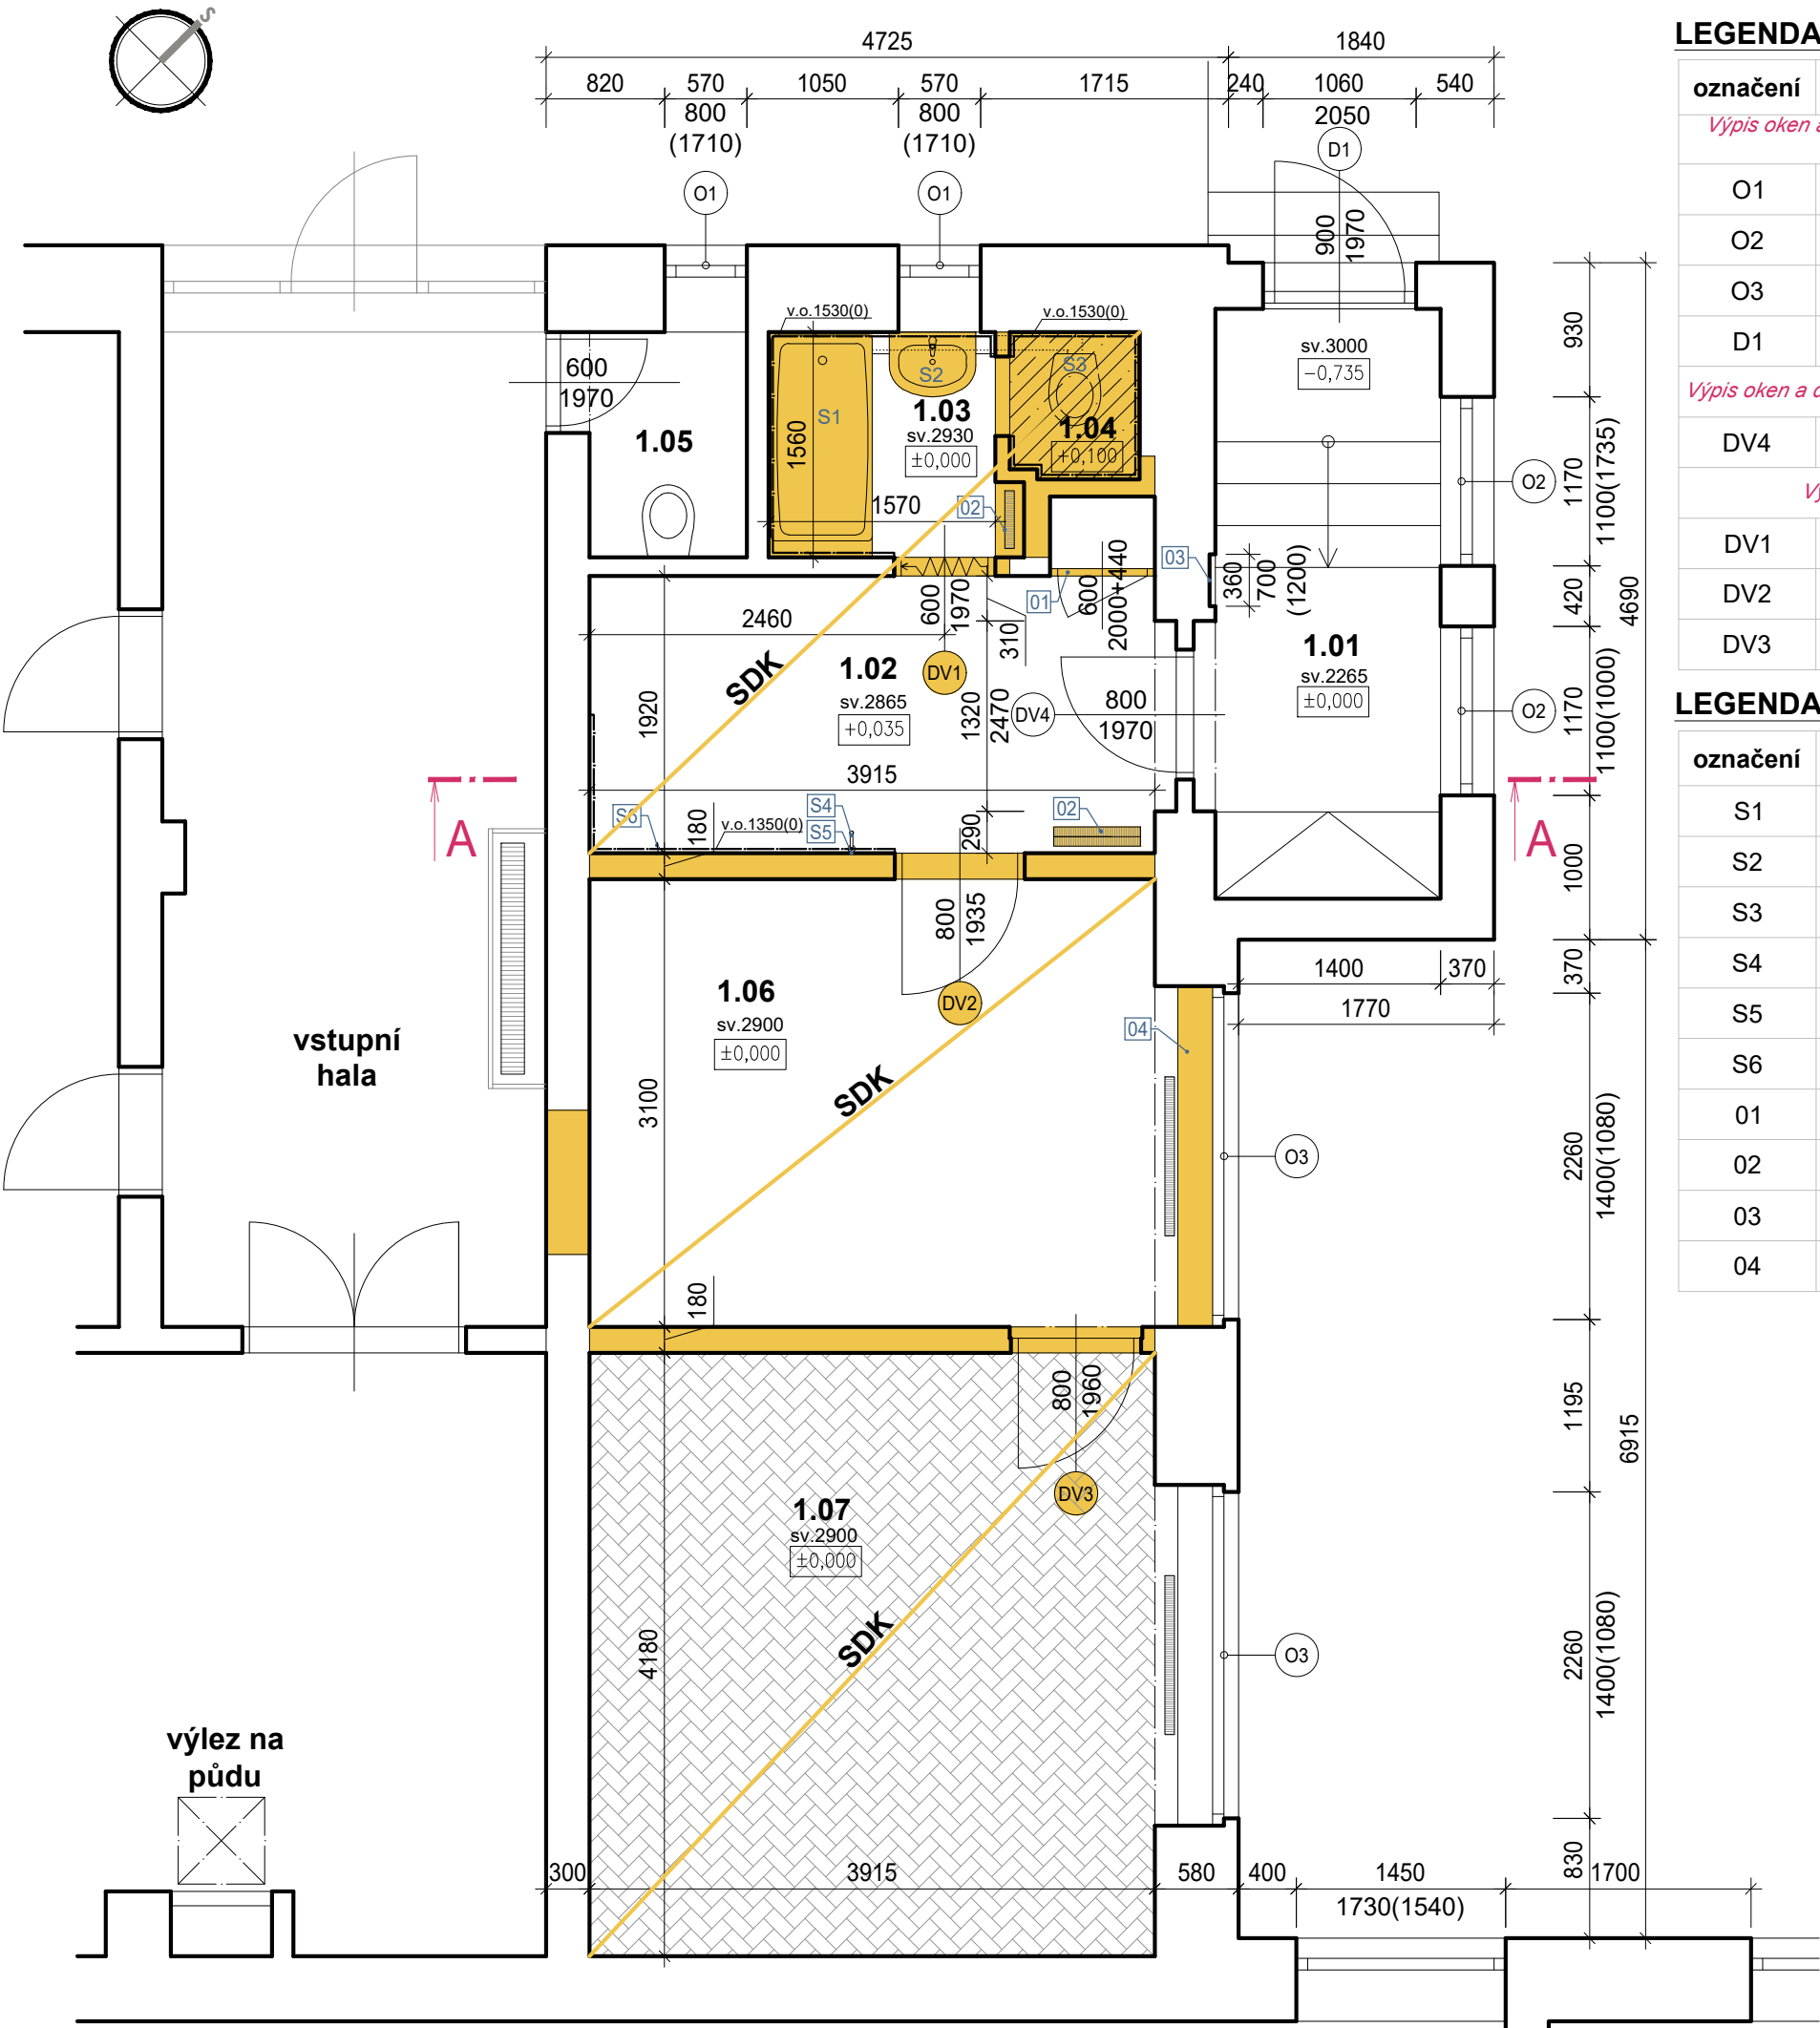 S
4725
1840
820
570
1050
570
1715
240
1060
540
800
(1710)
800
(1710)
2050
D1
O1
O1
900
1970
v.o.1530(0)
v.o.1530(0)
600
1970
1.05
S1
1560
S2
1.03
sv.2930
±0,000
S3
1.04
+0,100
sv.3000
−0,735
1570
02
03
01
600
2000+440
360
700
(1200)
2460
600
1970
310
DV1
1.02
sv.2865
+0,035
SDK
1920
1320
2470
DV4
800
1970
1.01
sv.2265
±0,000
3915
S6
180
v.o.1350(0)
S4
S5
290
02
A
A
O2
O2
930
1170
1100(1735)
420
4690
1170
1100(1000)
1000
370
1400
370
1770
800
1935
DV2
1.06
sv.2900
±0,000
04
SDK
3100
vstupní
hala
O3
2260
1400(1080)
180
800
1960
DV3
1195
6915
1.07
sv.2900
±0,000
SDK
4180
O3
2260
1400(1080)
výlez na
půdu
300
3915
580
400
1450
1730(1540)
830
1700
LEGENDA
označení
Výpis oken a
O1
O2
O3
D1
Výpis oken a d
DV4
Vý
DV1
DV2
DV3
LEGENDA
označení
S1
S2
S3
S4
S5
S6
01
02
03
04